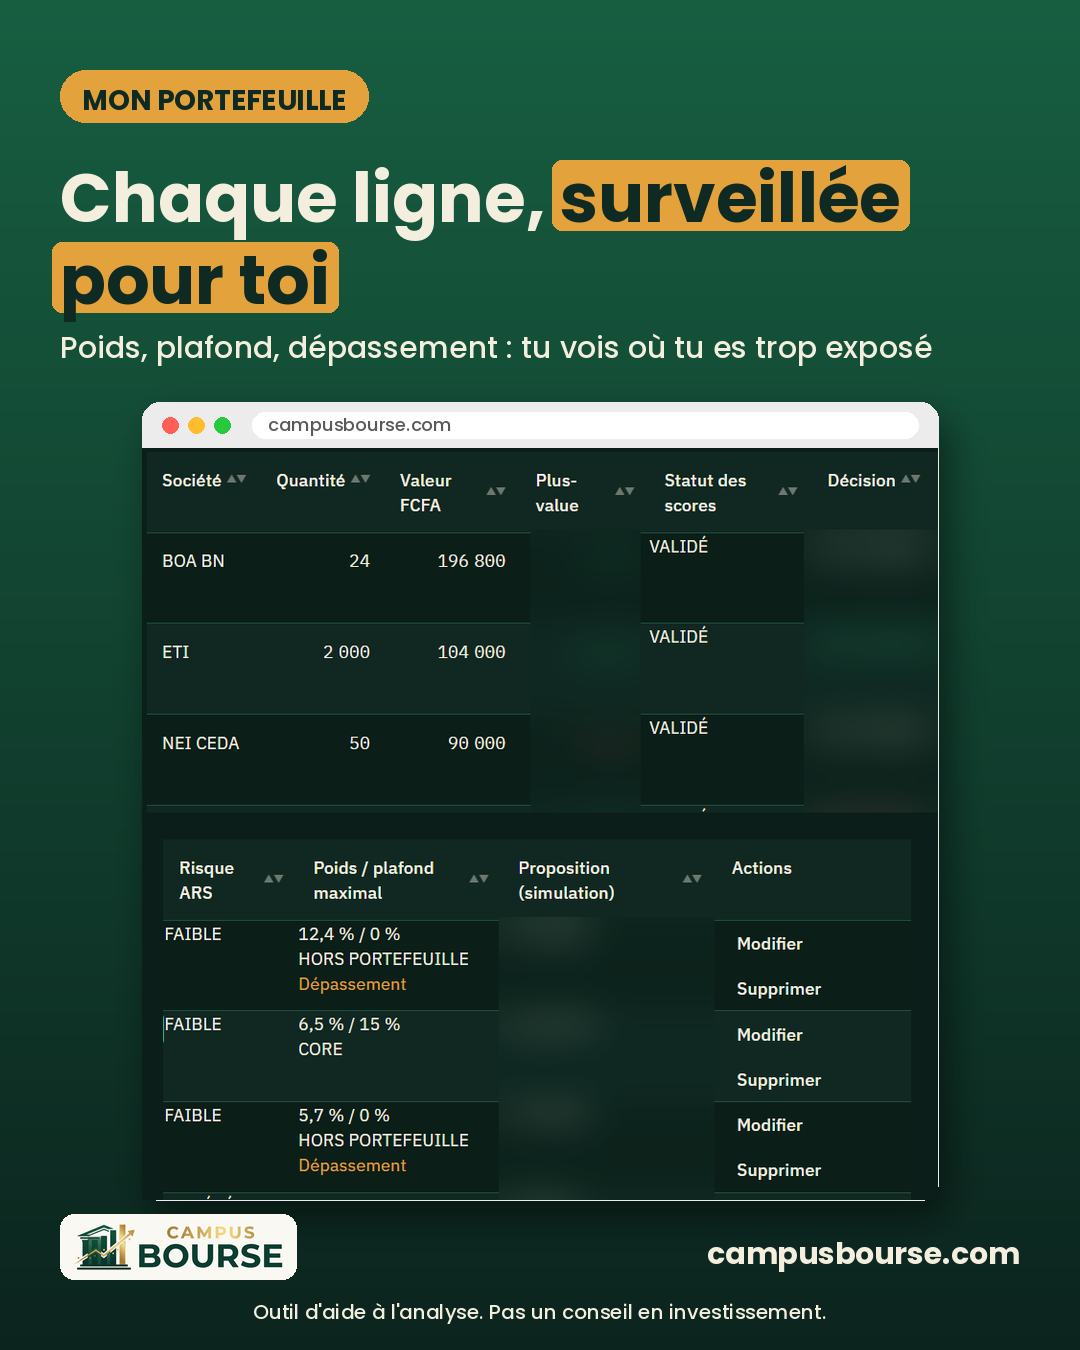 MON PORTEFEUILLE
Chaque ligne, surveillée
pour toi
Poids, plafond, dépassement : tu vois où tu es trop exposé
campusbourse.com
Société Quantité Valeur FCFA Plus-value Statut des scores Décision
BOA BN 24 196 800 VALIDÉ
ETI 2 000 104 000 VALIDÉ
NEI CEDA 50 90 000 VALIDÉ
Risque ARS Poids / plafond maximal Proposition (simulation) Actions
FAIBLE 12,4 % / 0 % Modifier
HORS PORTEFEUILLE
Dépassement Supprimer
FAIBLE 6,5 % / 15 % Modifier
CORE
Supprimer
FAIBLE 5,7 % / 0 % Modifier
HORS PORTEFEUILLE
Dépassement Supprimer
CAMPUS
BOURSE
campusbourse.com
Outil d'aide à l'analyse. Pas un conseil en investissement.